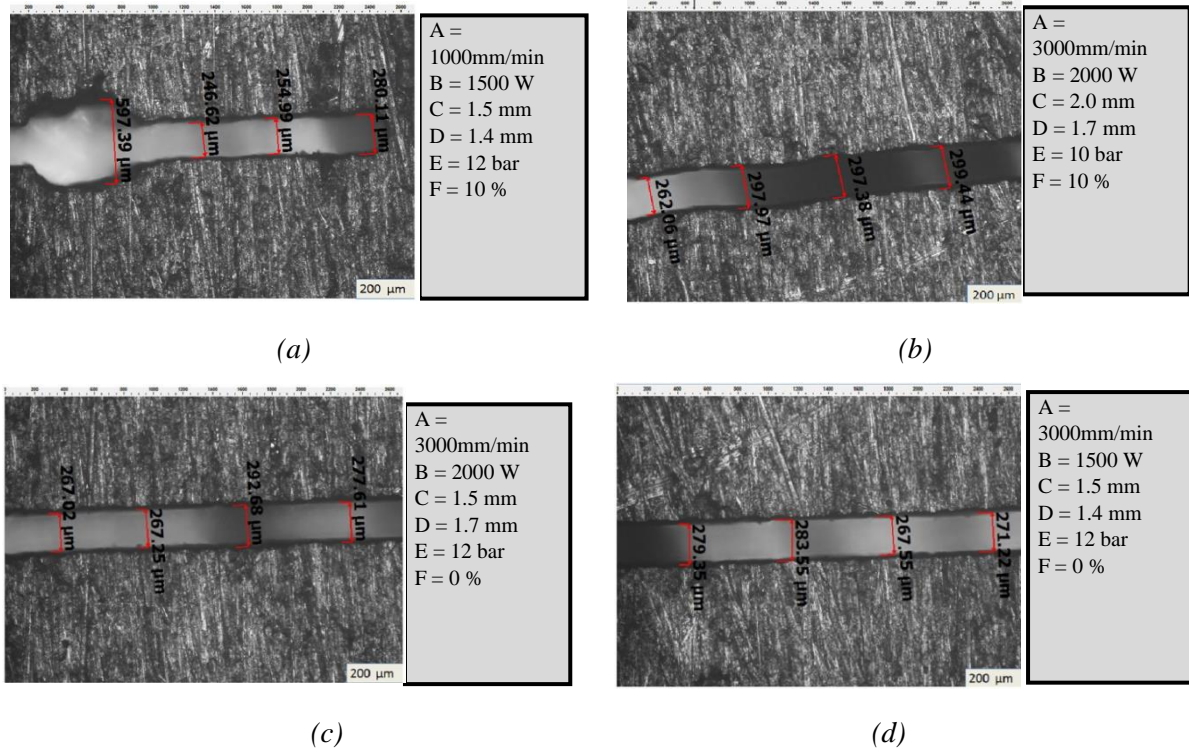 597.39 µm
246.62 µm
254.99 µm
280.11 µm
200 µm
A =
1000mm/min
B = 1500 W
C = 1.5 mm
D = 1.4 mm
E = 12 bar
F = 10 %
(a)
262.06 µm
297.97 µm
297.38 µm
299.44 µm
200 µm
A =
3000mm/min
B = 2000 W
C = 2.0 mm
D = 1.7 mm
E = 10 bar
F = 10 %
(b)
267.02 µm
267.25 µm
292.68 µm
277.61 µm
200 µm
A =
3000mm/min
B = 2000 W
C = 1.5 mm
D = 1.7 mm
E = 12 bar
F = 0 %
(c)
279.35 µm
283.55 µm
267.55 µm
271.22 µm
200 µm
A =
3000mm/min
B = 1500 W
C = 1.5 mm
D = 1.4 mm
E = 12 bar
F = 0 %
(d)